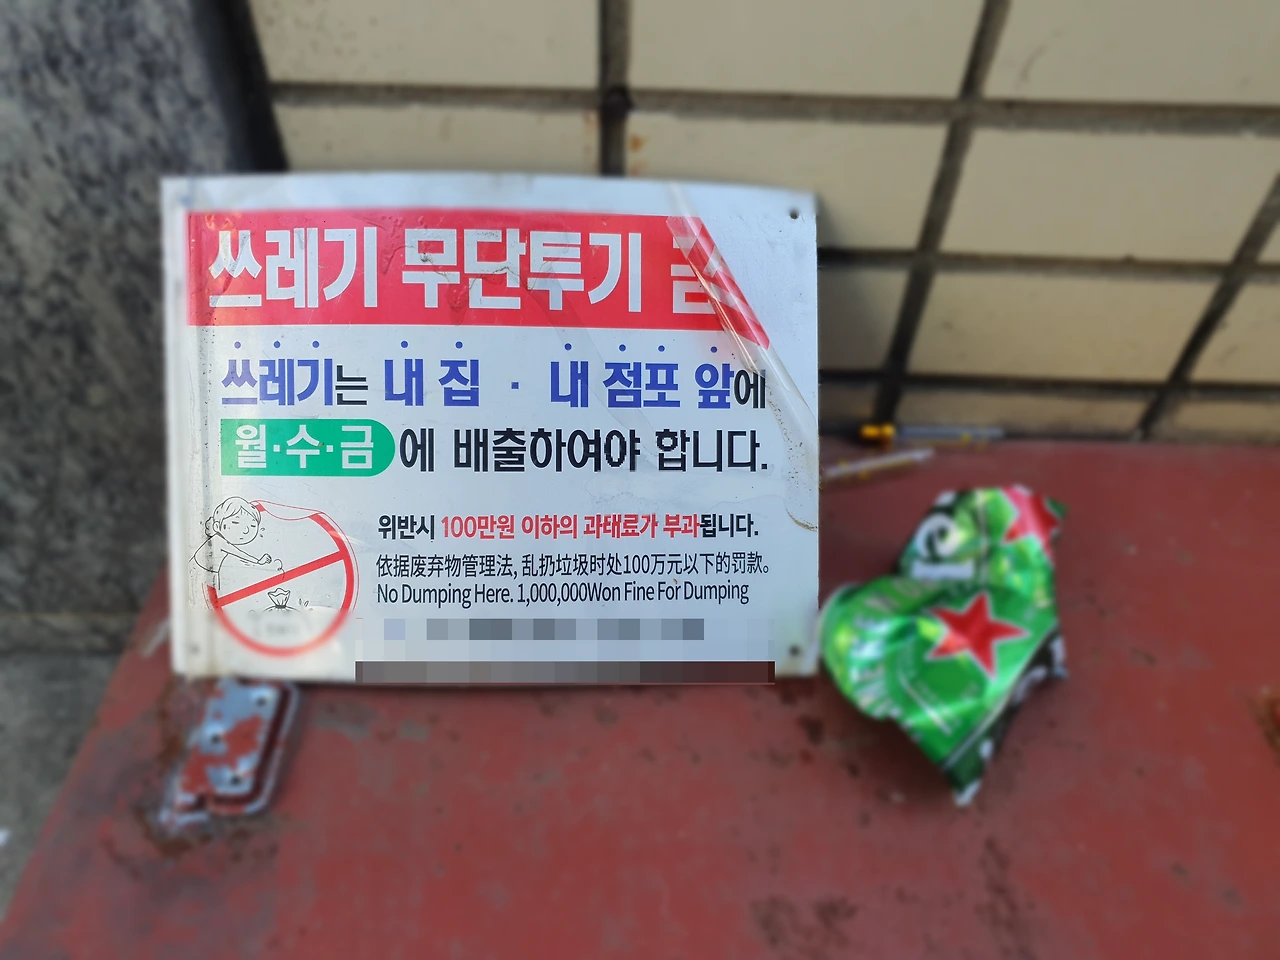 쓰레기 무단투기 금
쓰레기는 내 집 · 내 점포 앞에
월·수·금에 배출하여야 합니다.
위반시 100만원 이하의 과태료가 부과됩니다.
依据废弃物管理法, 乱扔垃圾时处100万元以下的罚款。
No Dumping Here. 1,000,000Won Fine For Dumping